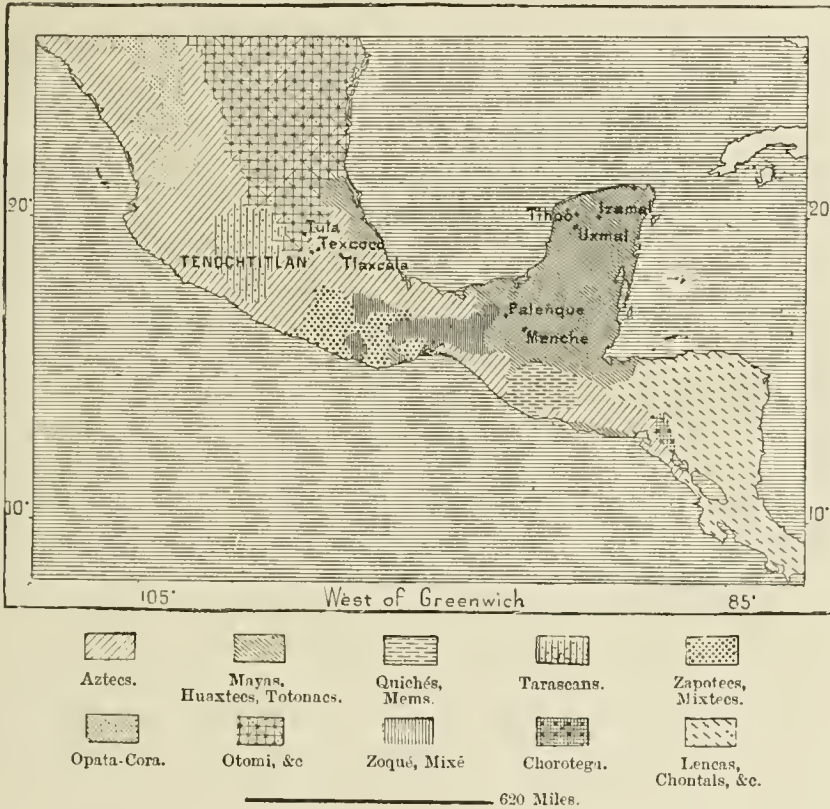 20°
20°
Tula
Texcoco
TENOCHTITLAN
Tlaxcala
Tihoo
Izamal
Uxmal
Palenque
Menche
10°
10°
105°
West of Greenwich
85°
Aztecs.
Mayas,
Huaxtecs, Totonacs.
Quichés,
Mems.
Tarascans.
Zapotecs,
Mixtecs.
Opata-Cora.
Otomi, &c
Zoqué, Mixé
Chorotega.
Lencas,
Chontals, &c.
620 Miles.